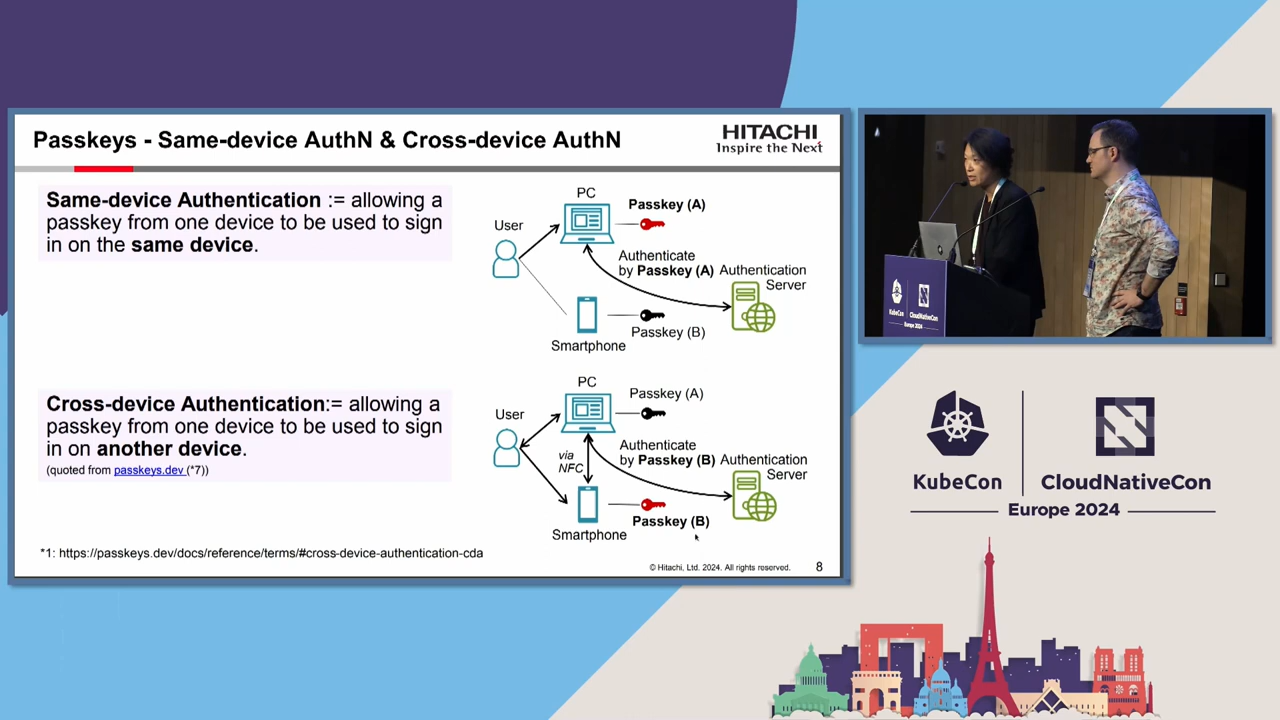 Passkeys - Same-device AuthN & Cross-device AuthN
HITACHI
Inspire the Next
Same-device Authentication := allowing a
passkey from one device to be used to sign
in on the same device.
PC
Passkey (A)
User
Authenticate
by Passkey (A)
Authentication
Server
Passkey (B)
Smartphone
Cross-device Authentication:= allowing a
passkey from one device to be used to sign
in on another device.
(quoted from passkeys.dev (*7))
PC
Passkey (A)
User
via
NFC
Authenticate
by Passkey (B)
Authentication
Server
Passkey (B)
Smartphone
*1: https://passkeys.dev/docs/reference/terms/#cross-device-authentication-cda
© Hitachi, Ltd. 2024. All rights reserved.
8
KubeCon
CloudNativeCon
Europe 2024
KubeCon
CloudNativeCon
Europe 2024